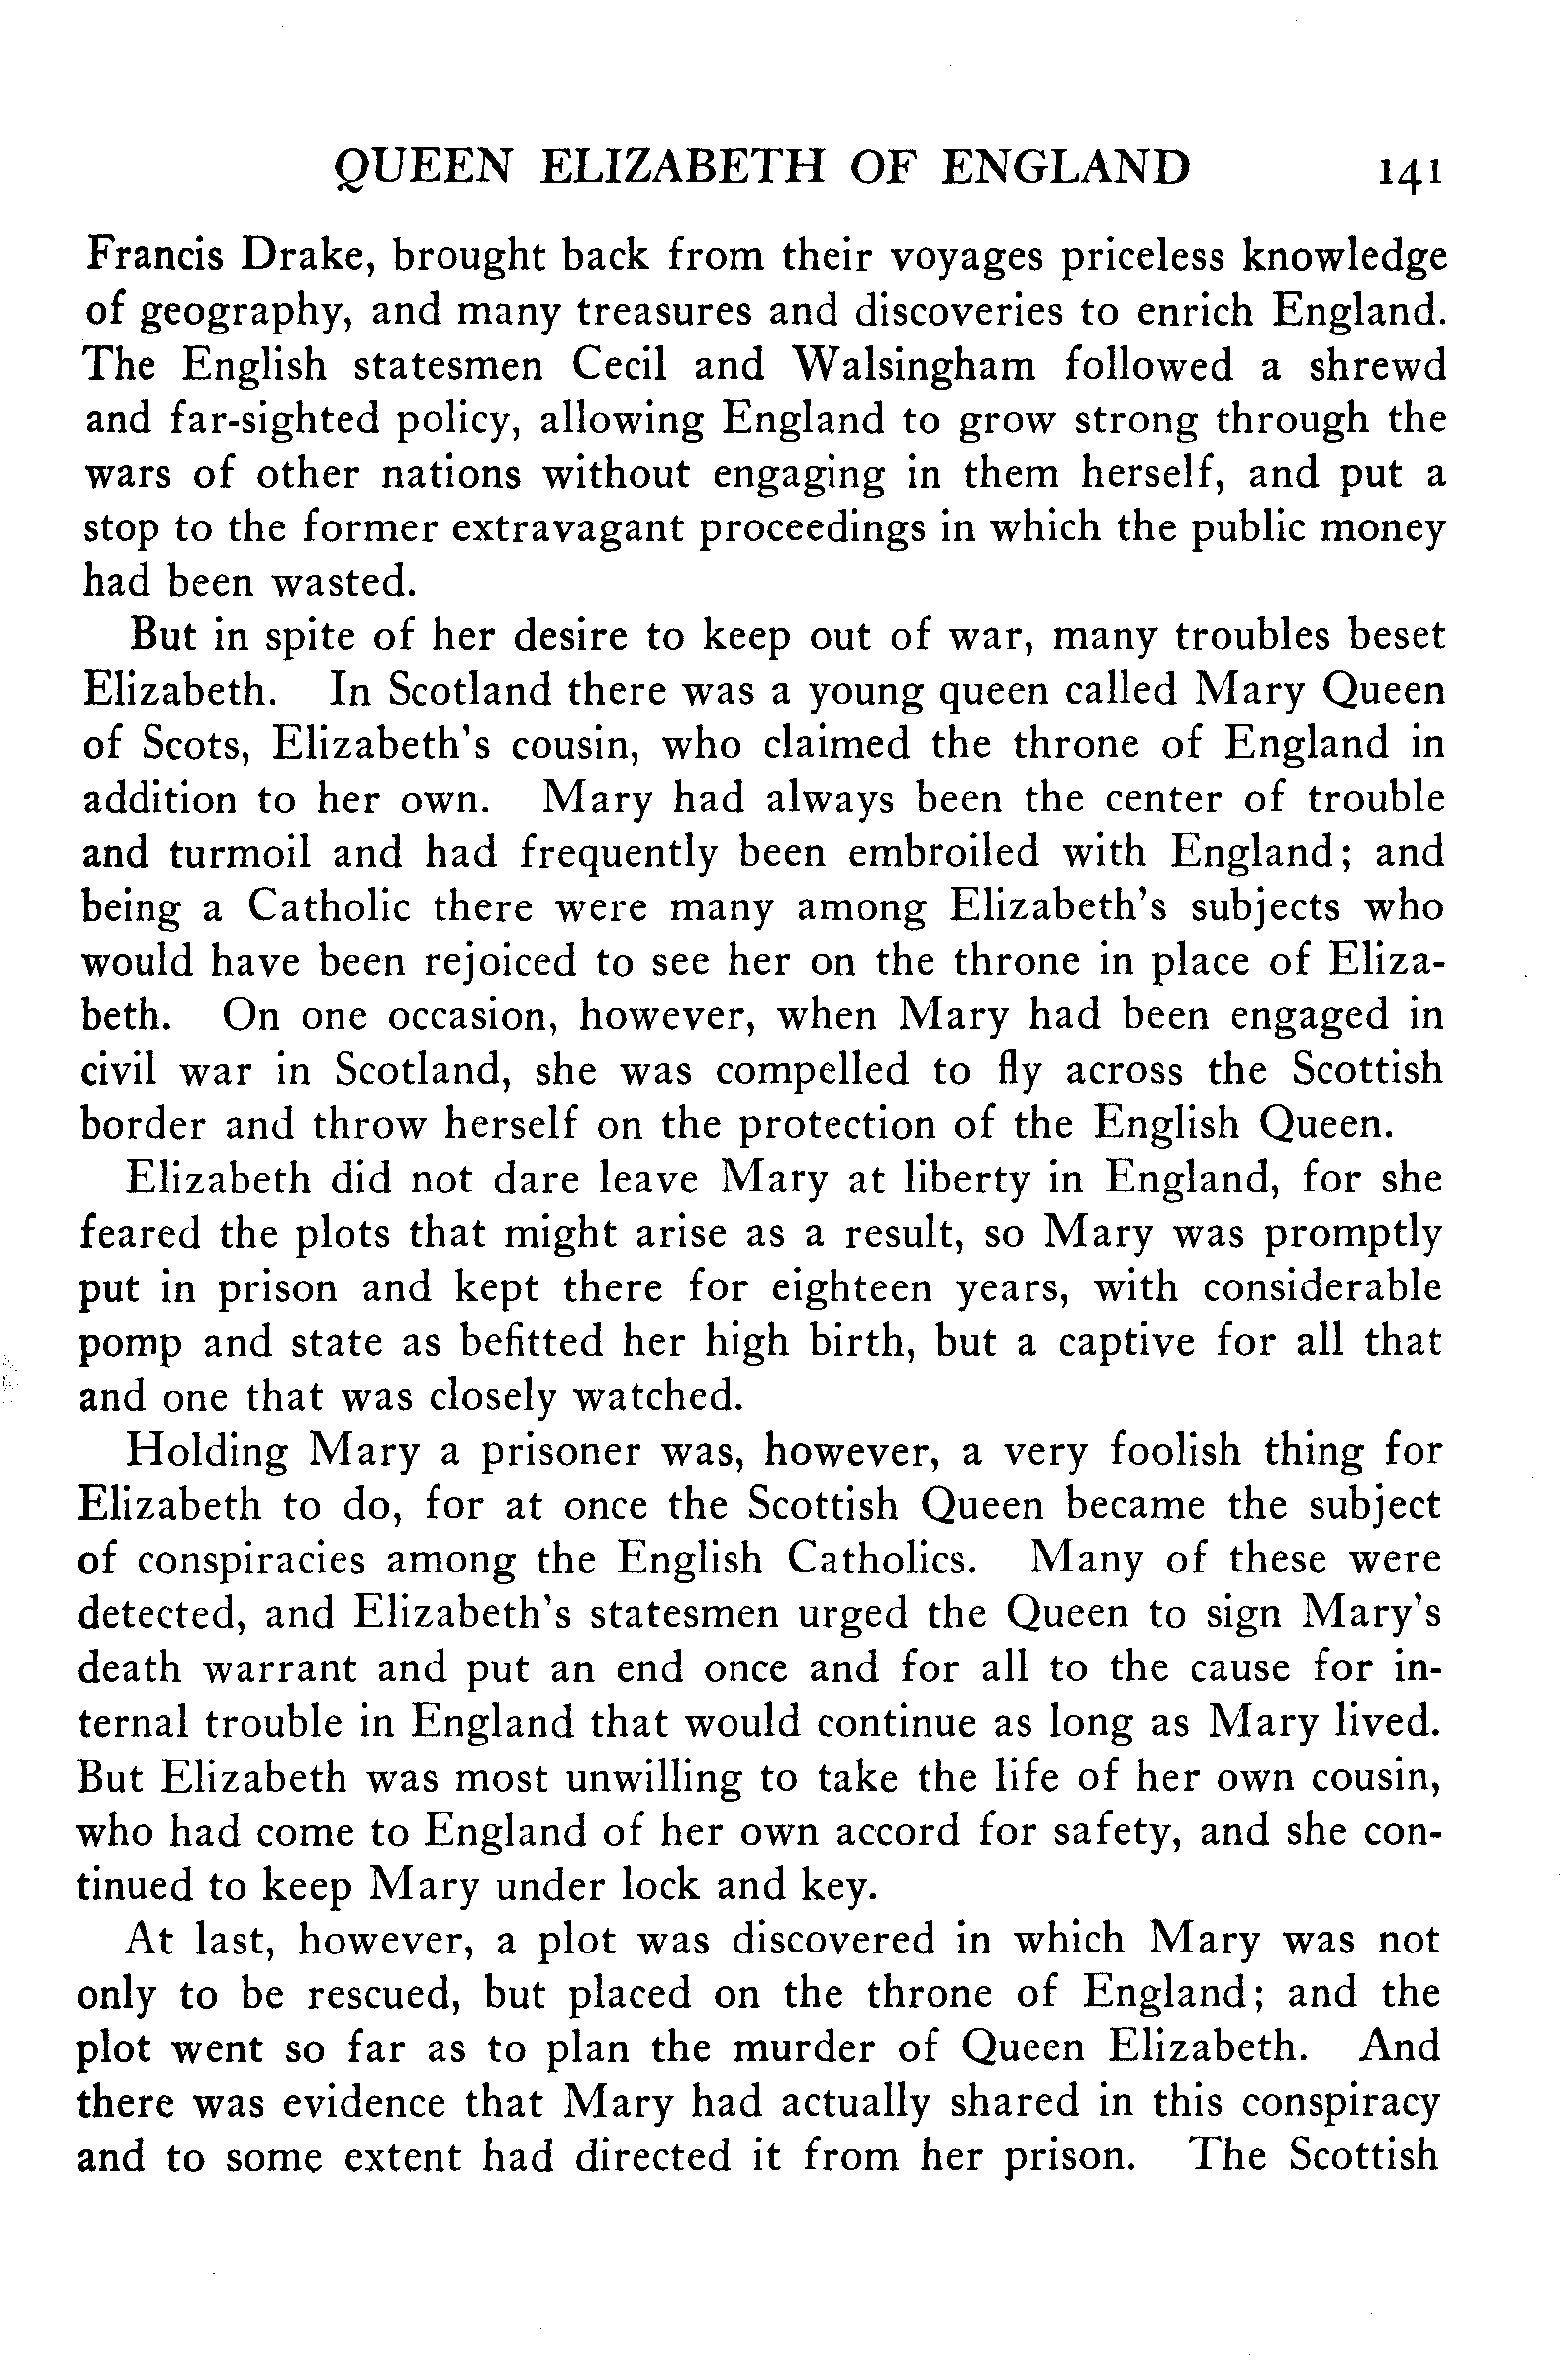 QUEEN ELIZABETH OF ENGLAND 141
Francis Drake, brought back from their voyages priceless knowledge
of geography, and many treasures and discoveries to enrich England.
The English statesmen Cecil and Walsingham followed a shrewd
and far-sighted policy, allowing England to grow strong through the
wars of other nations without engaging in them herself, and put a
stop to the former extravagant proceedings in which the public money
had been wasted.
But in spite of her desire to keep out of war, many troubles beset
Elizabeth. In Scotland there was a young queen called Mary Queen
of Scots, Elizabeth's cousin, who claimed the throne of England in
addition to her own. Mary had always been the center of trouble
and turmoil and had frequently been embroiled with England; and
being a Catholic there were many among Elizabeth's subjects who
would have been rejoiced to see her on the throne in place of Eliza-
beth. On one occasion, however, when Mary had been engaged in
civil war in Scotland, she was compelled to fly across the Scottish
border and throw herself on the protection of the English Queen.
Elizabeth did not dare leave Mary at liberty in England, for she
feared the plots that might arise as a result, so Mary was promptly
put in prison and kept there for eighteen years, with considerable
pomp and state as befitted her high birth, but a captive for all that
and one that was closely watched.
Holding Mary a prisoner was, however, a very foolish thing for
Elizabeth to do, for at once the Scottish Queen became the subject
of conspiracies among the English Catholics. Many of these were
detected, and Elizabeth's statesmen urged the Queen to sign Mary's
death warrant and put an end once and for all to the cause for in-
ternal trouble in England that would continue as long as Mary lived.
But Elizabeth was most unwilling to take the life of her own cousin,
who had come to England of her own accord for safety, and she con-
tinued to keep Mary under lock and key.
At last, however, a plot was discovered in which Mary was not
only to be rescued, but placed on the throne of England; and the
plot went so far as to plan the murder of Queen Elizabeth. And
there was evidence that Mary had actually shared in this conspiracy
and to some extent had directed it from her prison. The Scottish